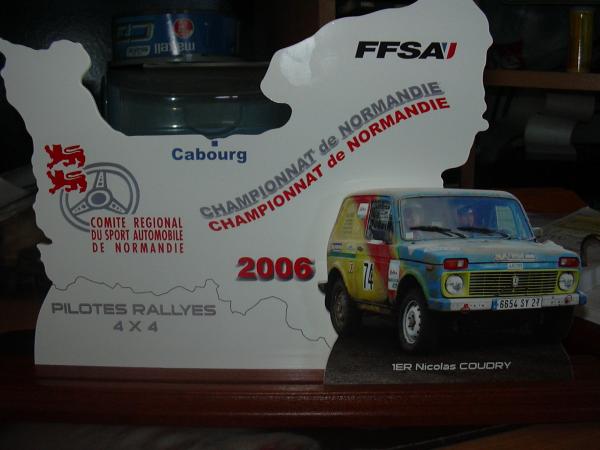 FFSA
CHAMPIONNAT de NORMANDIE
CHAMPIONNAT de NORMANDIE
Cabourg
COMITE REGIONAL
DU SPORT AUTOMOBILE
DE NORMANDIE
2006
PILOTES RALLYES
4 X 4
74
6654 SY 27
1ER Nicolas COUDRY